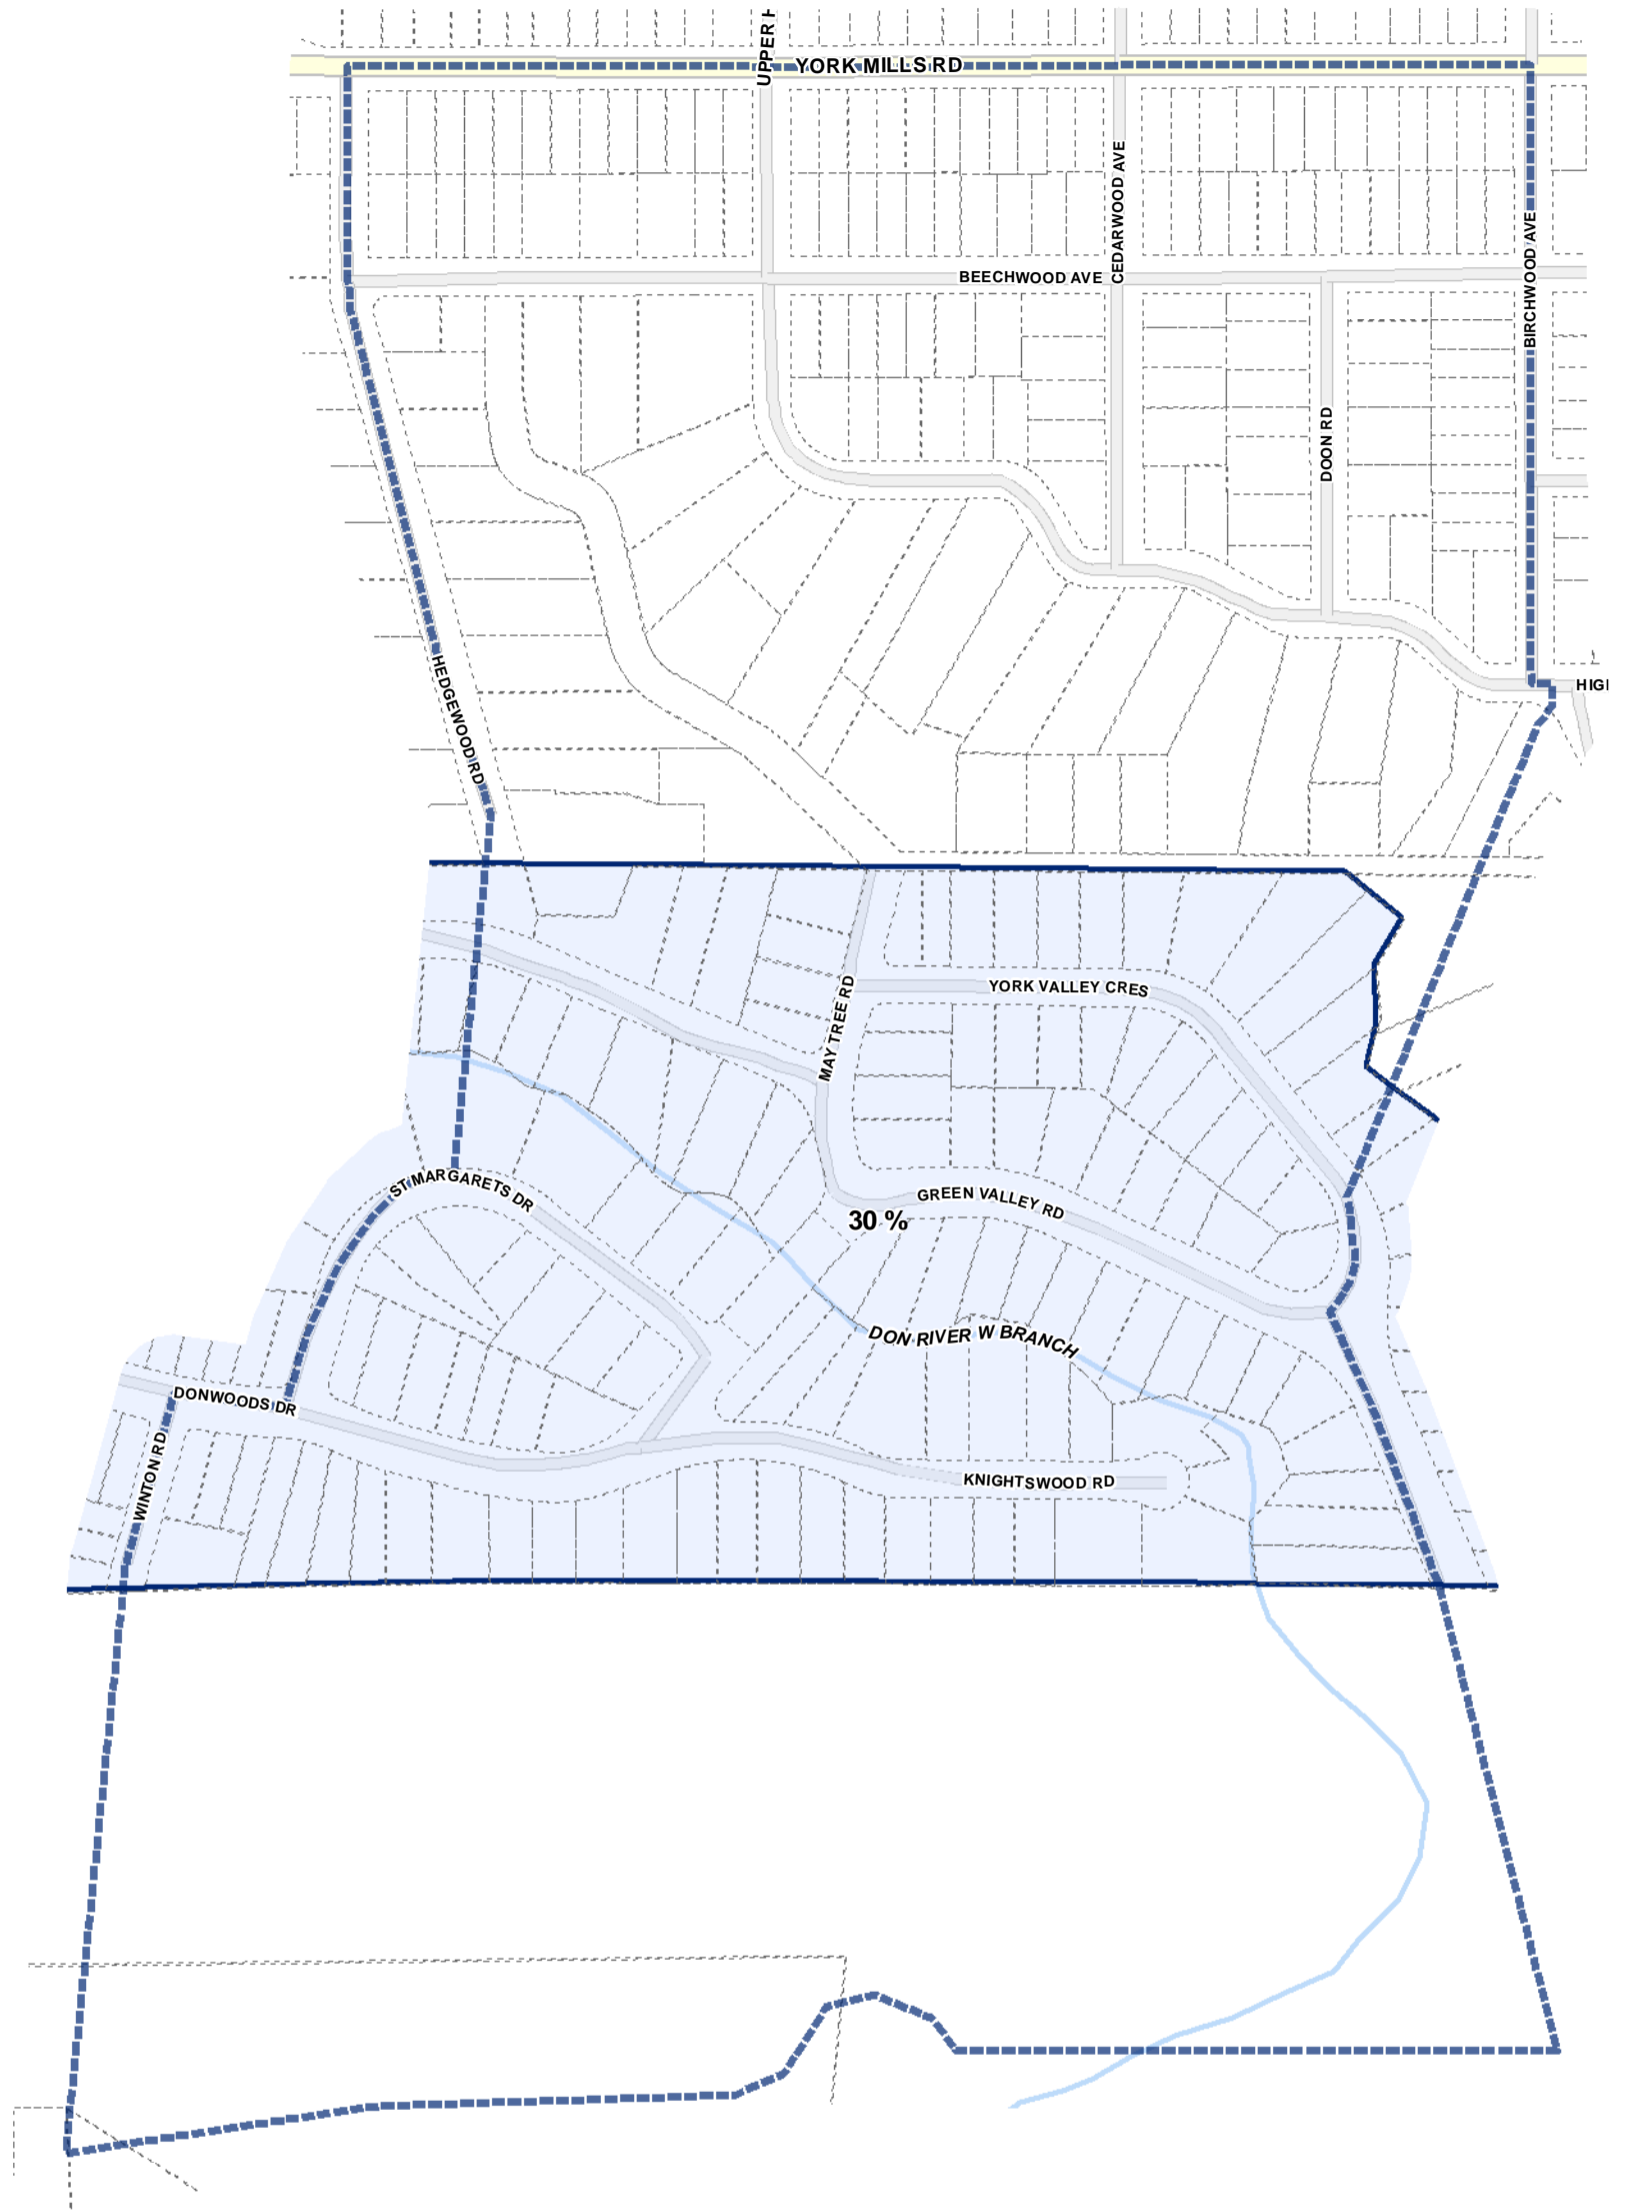 UPPER H
YORK MILLS RD
CEDARWOOD AVE
BIRCHWOOD AVE
BEECHWOOD AVE
DOON RD
HEDGEWOOD RD
HIGH
MAY TREE RD
YORK VALLEY CRES
ST MARGARETS DR
GREEN VALLEY RD
30 %
DON RIVER W BRANCH
DONWOODS DR
WINTON RD
KNIGHTSWOOD RD